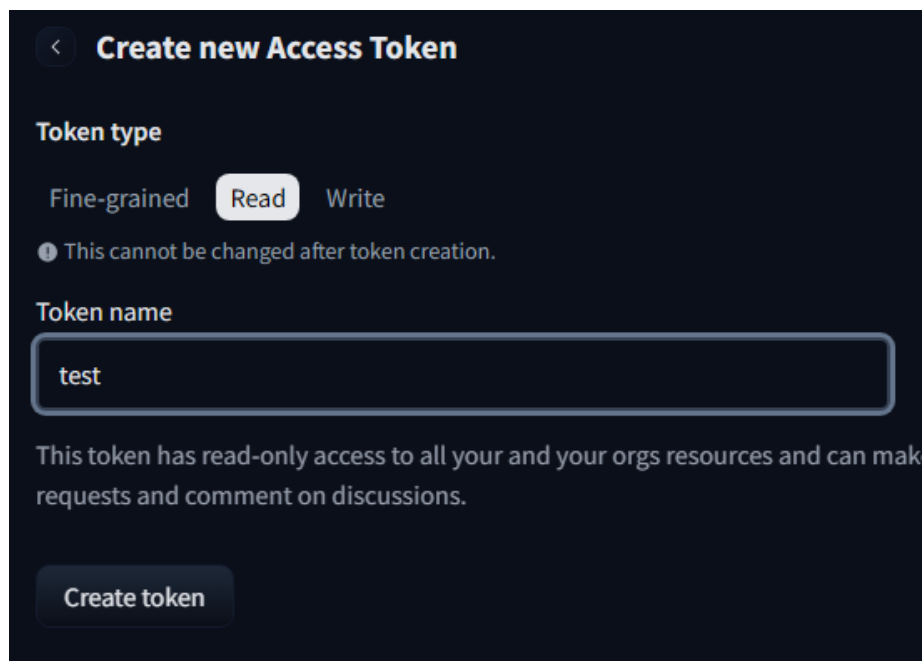 Create new Access Token
Token type
Fine-grained Read Write
This cannot be changed after token creation.
Token name
test
This token has read-only access to all your and your orgs resources and can
requests and comment on discussions.
Create token